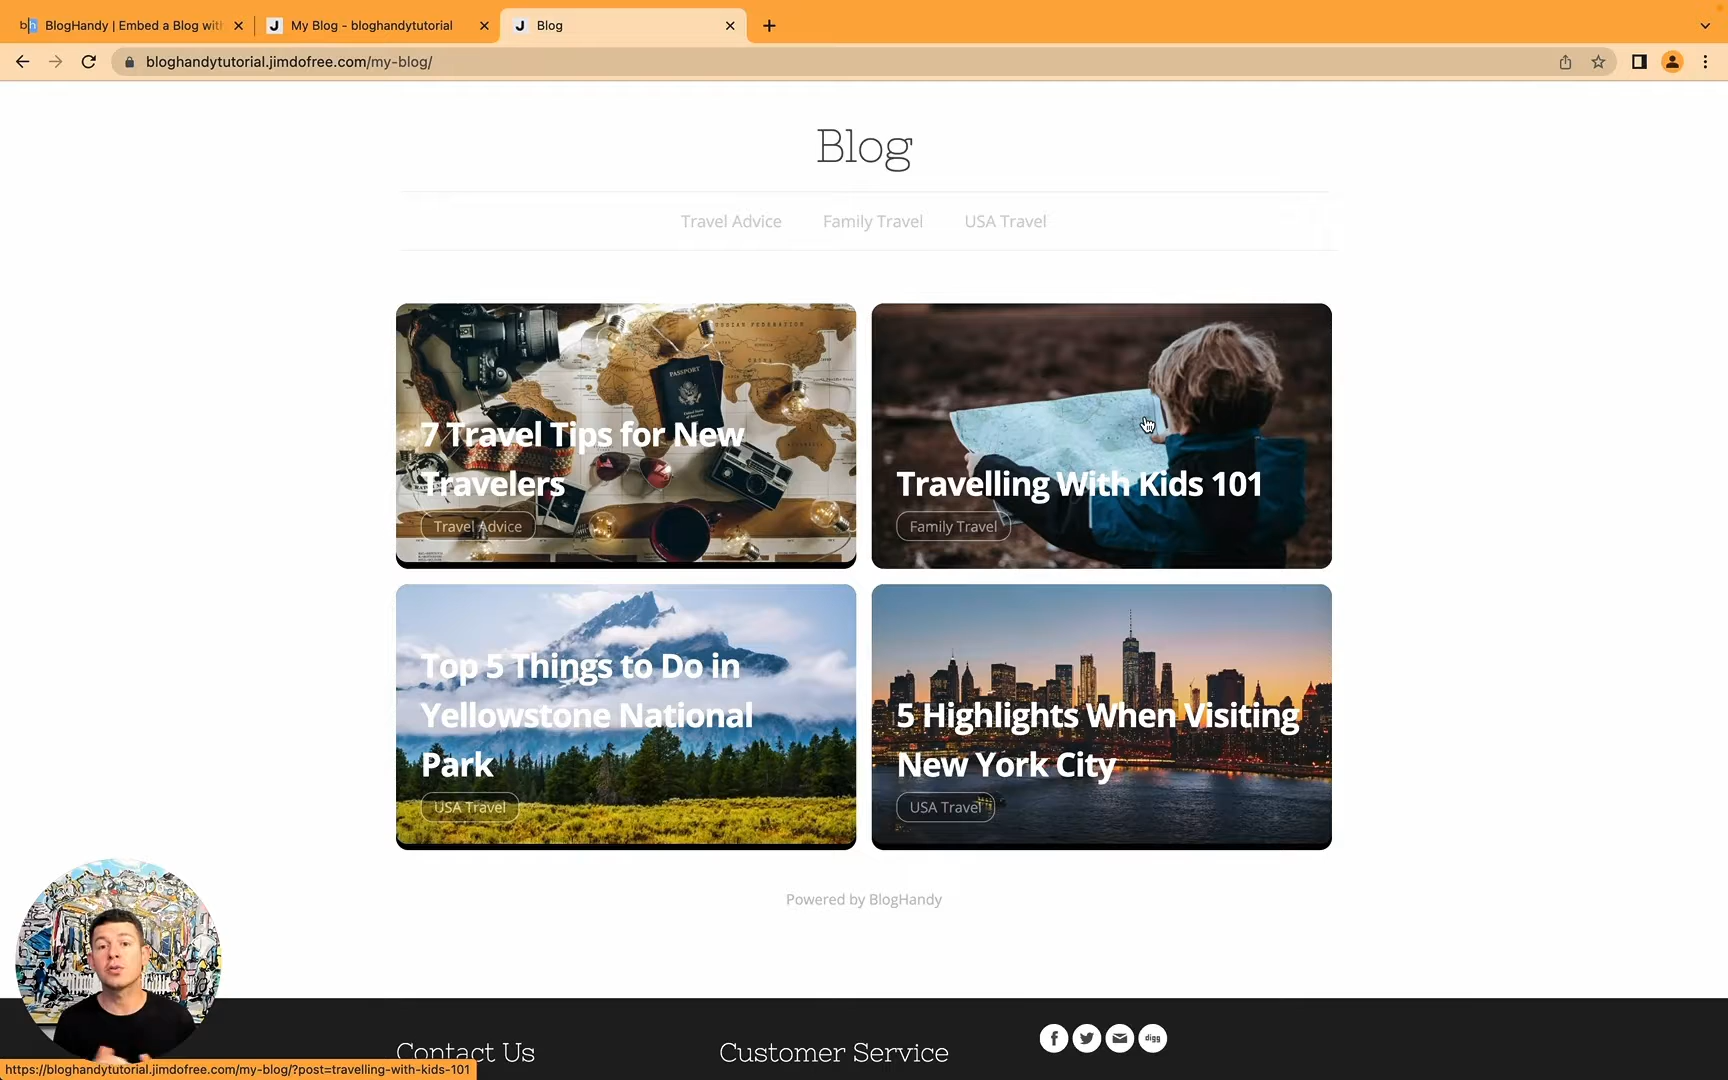 BlogHandy | Embed a Blog with
My Blog - bloghandytutorial
Blog
bloghandytutorial.jimdofree.com/my-blog/
Blog
Travel Advice
Family Travel
USA Travel
PASSPORT
7 Travel Tips for New
Travelers
Travel Advice
Travelling With Kids 101
Family Travel
Top 5 Things to Do in
Yellowstone National
Park
USA Travel
5 Highlights When Visiting
New York City
USA Travel
Powered by BlogHandy
Contact Us
Customer Service
digg
https://bloghandytutorial.jimdofree.com/my-blog/?post=travelling-with-kids-101